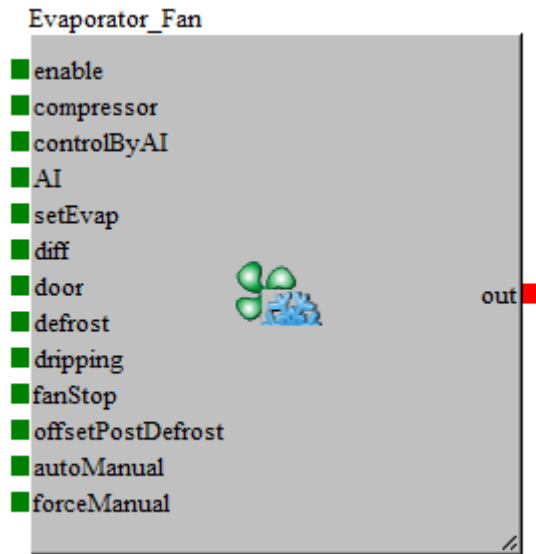 Evaporator_Fan
enable
compressor
controlByAI
AI
setEvap
diff
door
out
defrost
dripping
fanStop
offsetPostDefrost
autoManual
forceManual